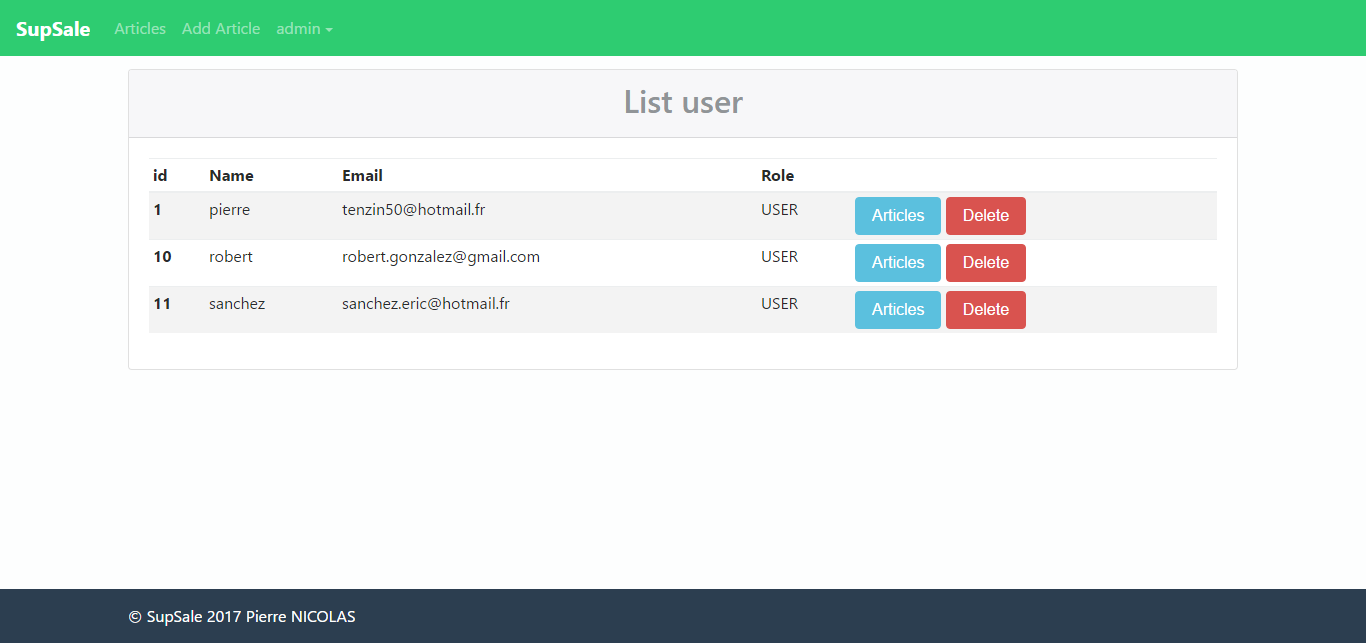 SupSale Articles Add Article admin
List user
id Name Email Role
1 pierre tenzin50@hotmail.fr USER Articles Delete
10 robert robert.gonzalez@gmail.com USER Articles Delete
11 sanchez sanchez.eric@hotmail.fr USER Articles Delete
© SupSale 2017 Pierre NICOLAS